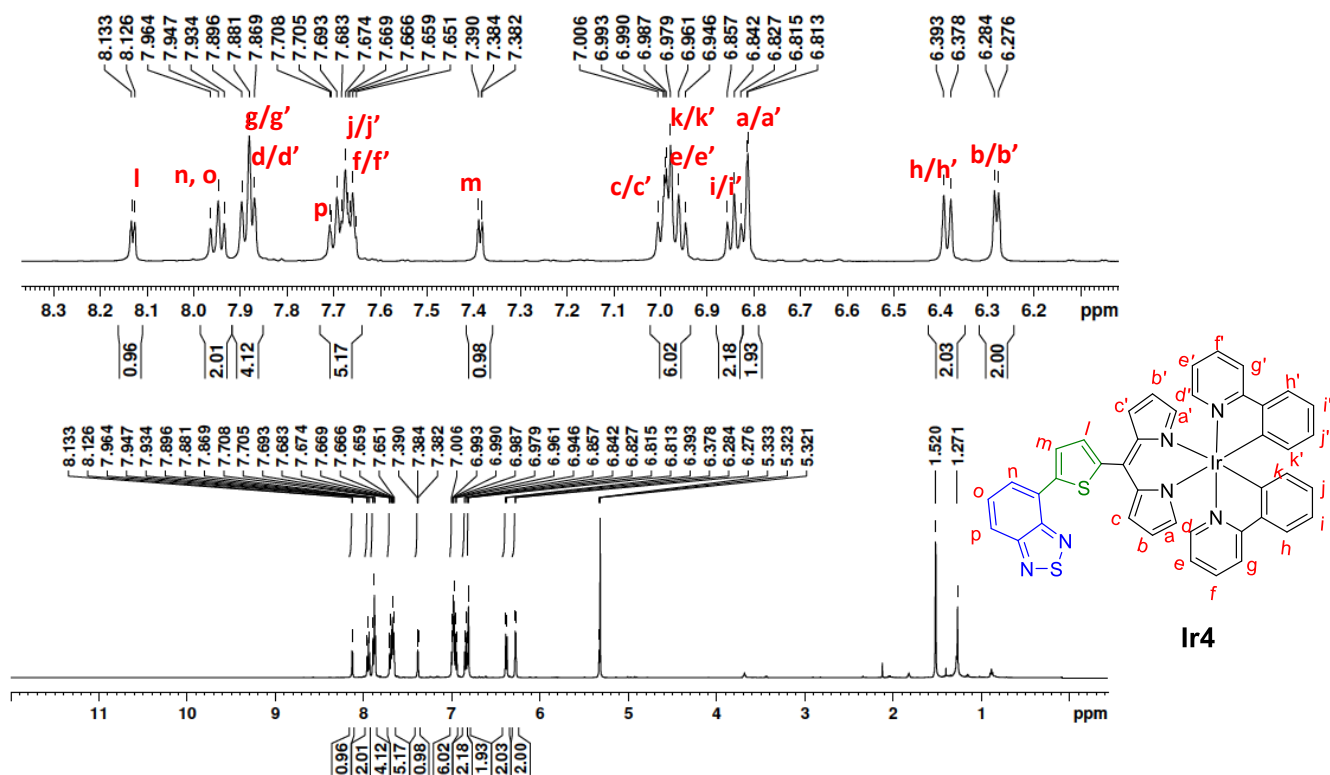 8.133 8.126 7.964 7.947 7.934 7.896 7.881 7.869 7.708 7.705 7.693 7.683 7.674 7.669 7.666 7.659 7.651 7.390 7.384 7.382 7.006 6.993 6.990 6.987 6.979 6.961 6.946 6.857 6.842 6.827 6.815 6.813 6.393 6.378 6.284 6.276
g/g’ k/k’ a/a’
j/j’
d/d’ e/e’ b/b’
n, o f/f’ h/h’
l m c/c’ i/i’
p
8.3 8.2 8.1 8.0 7.9 7.8 7.7 7.6 7.5 7.4 7.3 7.2 7.1 7.0 6.9 6.8 6.7 6.6 6.5 6.4 6.3 6.2 ppm
0.96 2.01 4.12 5.17 0.98 6.02 2.18 1.93 2.03 2.00
8.133 8.126 7.964 7.947 7.934 7.896 7.881 7.869 7.708 7.705 7.693 7.683 7.674 7.669 7.666 7.659 7.651 7.390 7.384 7.382 7.006 6.993 6.990 6.987 6.979 6.961 6.946 6.857 6.842 6.827 6.815 6.813 6.393 6.378 6.284 6.276 5.333 5.323 5.321 1.520 1.271
f'
e' g'
b' d' h'
c' a' N i'
m l N j'
Ir k'
n S k
o N j
c d N i
p b a h
N e g
N S f
Ir4
11 10 9 8 7 6 5 4 3 2 1 ppm
0.96 2.01 4.12 5.17 0.98 6.02 2.18 1.93 2.03 2.00